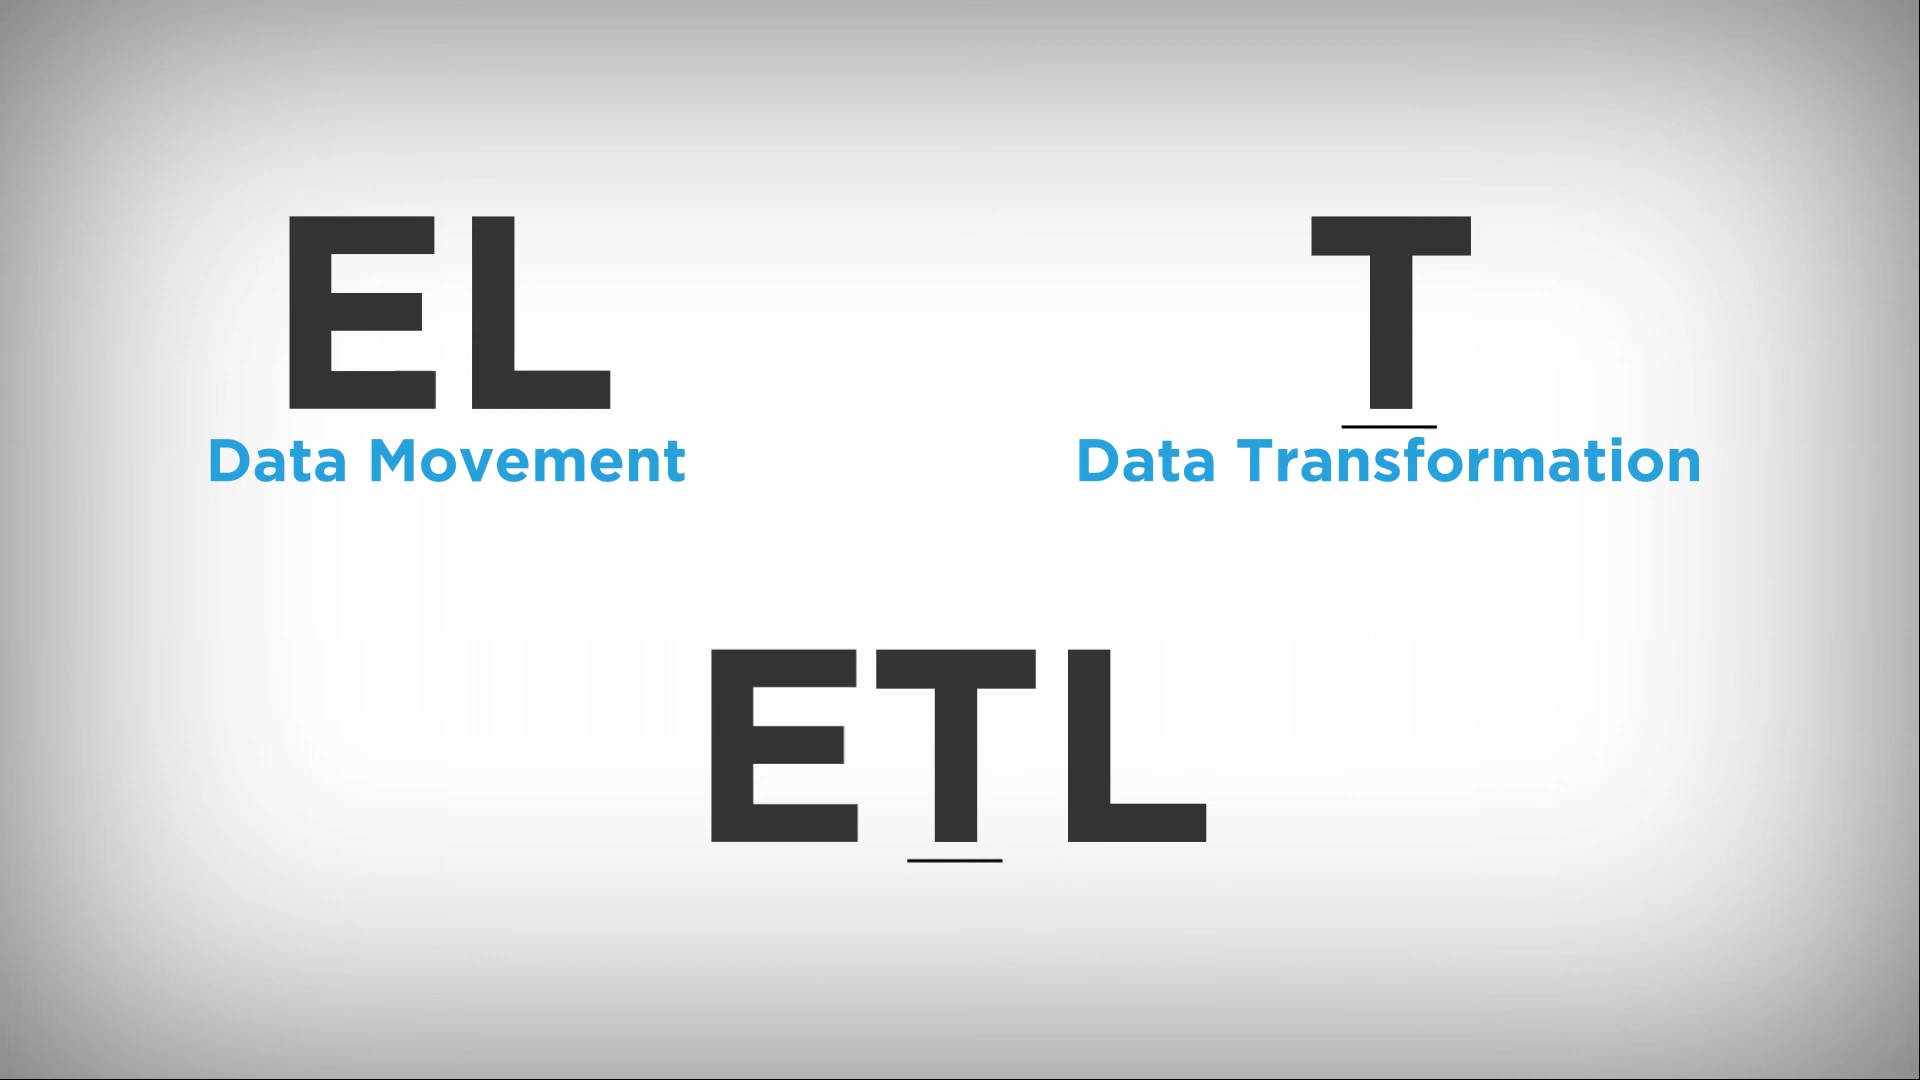 EL
Data Movement
T
Data Transformation
ETL